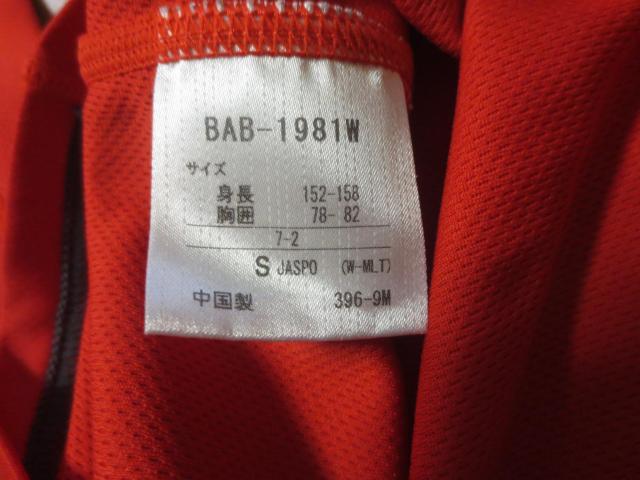 BAB-1981W
サイズ
身長 152-158
胸囲 78- 82
7-2
S JASPO (W-MLT)
中国製 396-9M